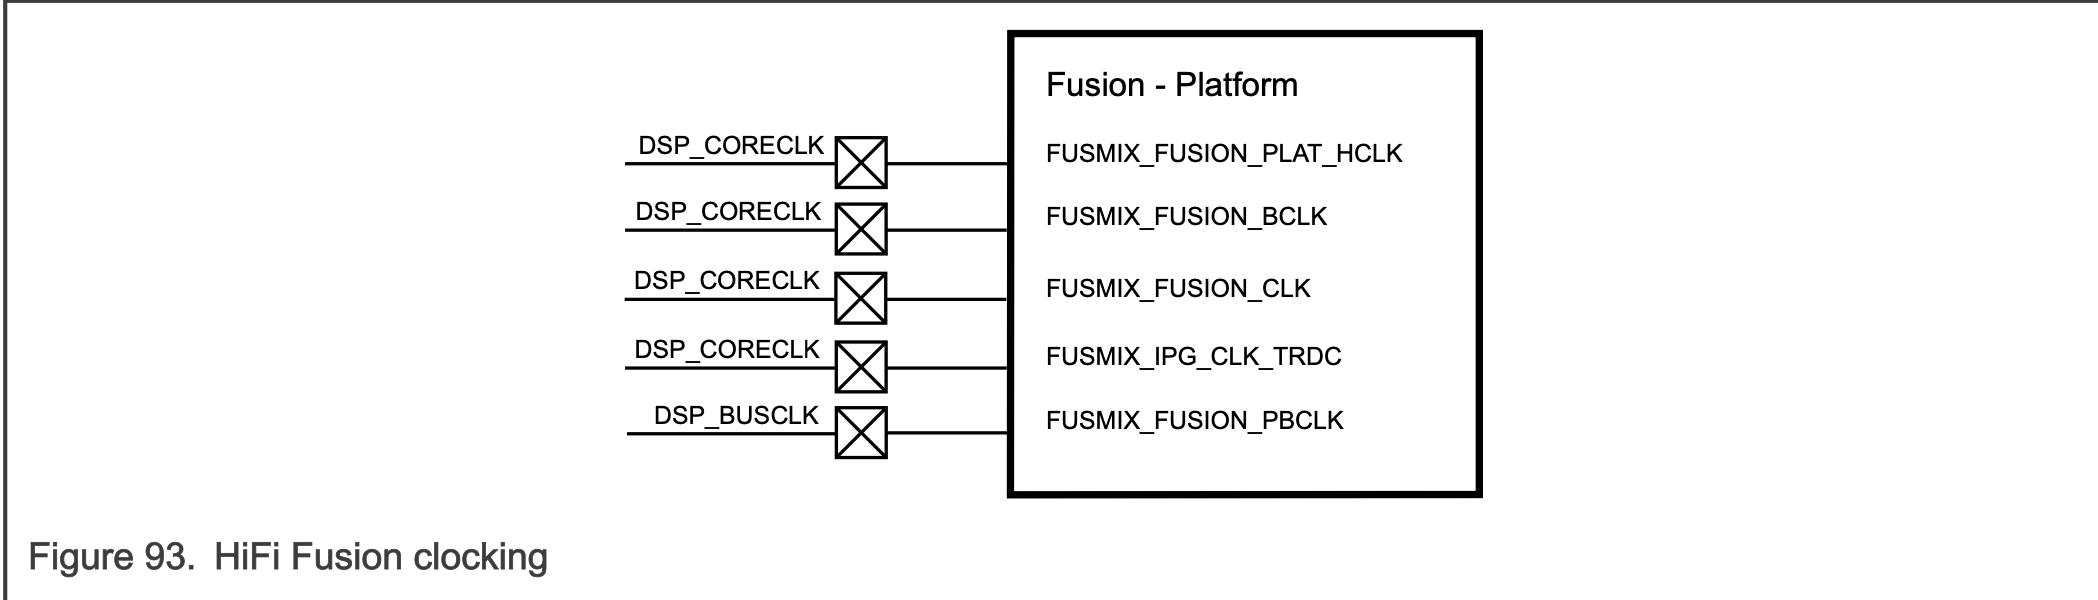 Fusion - Platform
DSP_CORECLK
FUSMIX_FUSION_PLAT_HCLK
DSP_CORECLK
FUSMIX_FUSION_BCLK
DSP_CORECLK
FUSMIX_FUSION_CLK
DSP_CORECLK
FUSMIX_IPG_CLK_TRDC
DSP_BUSCLK
FUSMIX_FUSION_PBCLK
Figure 93. HiFi Fusion clocking